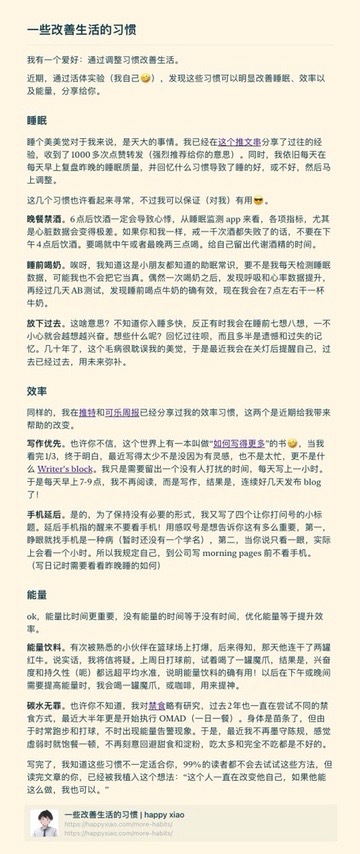 一些改善生活的习惯
我有一个爱好：通过调整习惯改善生活。
近期，通过活体实验（我自己🤣），发现这些习惯可以明显改善睡眠、效率以
及能量，分享给你。
睡眠
睡个美美觉对于我来说，是天大的事情。我已经在这个推文串分享了过往的经
验，收到了1000多次点赞转发（强烈推荐给你的意思）。同时，我依旧每天在
每天早上复盘昨晚的睡眠质量，并回忆什么习惯导致了睡的好，或不好，然后马
上调整。
这几个习惯也许看起来寻常，不过我可以保证（对我）有用😎。
晚餐禁酒。6点后饮酒一定会导致心悸，从睡眠监测 app 来看，各项指标，尤其
是心脏数据会变得极差。如果你和我一样，戒一千次酒都失败了的话，不要在下
午4点后饮酒。要喝就中午或者最晚两三点喝。给自己留出代谢酒精的时间。
睡前喝奶。唉呀，我知道这是小朋友都知道的助眠常识，要不是我每天检测睡眠
数据，可能我也不会把它当真。偶然一次喝奶之后，发现呼吸和心率数据提升，
再经过几天AB测试，发现睡前喝点牛奶的确有效，现在我会在7点左右干一杯
牛奶。
放下过去。这啥意思？不知道你入睡多快，反正有时我会在睡前七想八想，一不
小心就会越想越兴奋。想些什么呢？回忆过往呗，而且多半是遗憾和过失的记
忆。几十年了，这个毛病很耽误我的美觉，于是最近我会在关灯后提醒自己，过
去已经过去，用未来弥补。
效率
同样的，我在推特和可乐周报已经分享过我的效率习惯，这两个是近期给我带来
帮助的改变。
写作优先。也许你不信，这个世界上有一本叫做“如何写得更多”的书🤣，当我
看完1/3，终于明白，最近写得太少不是没因为有灵感，也不是太忙，更不是什
么 Writer's block。我只是需要留出一个没有人打扰的时间，每天写上一小时。
于是每天早上7-9点，我不再阅读，而是写作，结果是，连续好几天发布 blog
了！
手机延后。是的，为了保持没有必要的形式，我又写了四个让你打问号的小标
题。延后手机指的醒来不要看手机！用感叹号是想告诉你这有多么重要，第一，
睁眼就找手机是一种病（暂时还没有一个学名），第二，当你说只看一眼，实际
上会看一个小时。所以我规定自己，到公司写 morning pages 前不看手机。
（写日记时需要看看昨晚睡的如何）
能量
ok，能量比时间更重要，没有能量的时间等于没有时间，优化能量等于提升效
率。
能量饮料。有次被熟悉的小伙伴在篮球场上打爆，后来得知，那天他连干了两罐
红牛。说实话，我将信将疑。上周日打球前，试着喝了一罐魔爪，结果是，兴奋
度和持久性（呃）都远超平均水准，说明能量饮料的确有用！以后在下午或晚间
需要提高能量时，我会喝一罐魔爪，或咖啡，用来提神。
碳水无罪。也许你不知道，我对禁食略有研究，过去2年也一直在尝试不同的禁
食方式，最近大半年更是开始执行 OMAD（一日一餐）。身体是苗条了，但由
于时常跑步和打球，不时出现能量告警现象。于是，最近我不再墨守陈规，感觉
虚弱时就饱餐一顿，不再刻意回避甜食和淀粉，吃太多和完全不吃都是不好的。
写完了，我知道这些习惯不一定适合你，99%的读者都不会去试试这些方法，但
读完文章的你，已经被我植入这个想法：“这个人一直在改变他自己，如果他能
这么做，我也可以。”
一些改善生活的习惯 | happy xiao
https://happyxiao.com/more-habits/
https://happyxiao.com/more-habits/